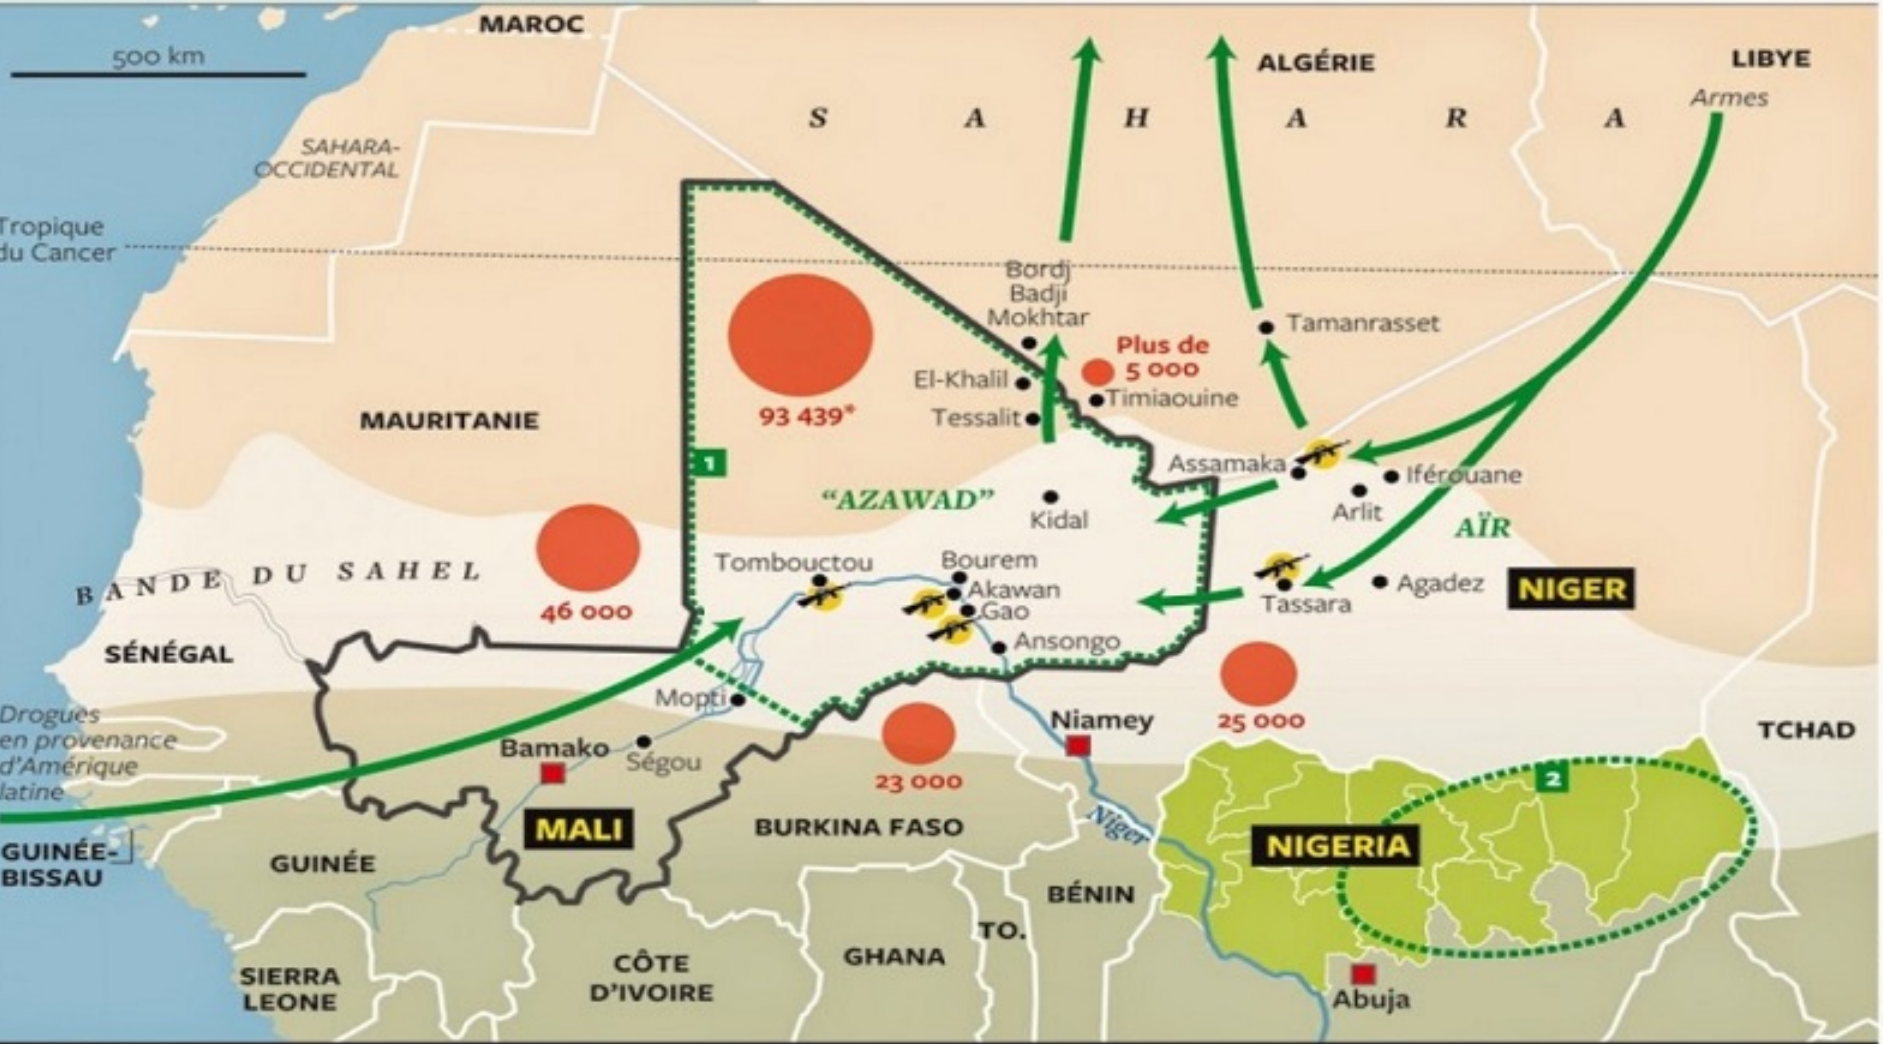 MAROC
500 km
ALGÉRIE
LIBYE
Armes
S A H A R A
SAHARA-
OCCIDENTAL
Tropique
du Cancer
Bordj
Badji
Mokhtar
Tamanrasset
Plus de
5 000
El-Khalil
Timiaouine
93 439*
Tessalit
MAURITANIE
1
Assamaka
Iférouane
"AZAWAD"
Kidal
Arlit
AÏR
BANDE DU SAHEL
Tombouctou
Bourem
Akawan
Gao
Agadez
NIGER
Tassara
46 000
Ansongo
SÉNÉGAL
Mopti
25 000
Drogues
en provenance
d'Amérique
latine
Niamey
TCHAD
Bamako
Ségou
23 000
2
MALI
BURKINA FASO
Niger
NIGERIA
GUINÉE-
BISSAU
GUINÉE
BÉNIN
TO.
GHANA
CÔTE
D'IVOIRE
SIERRA
LEONE
Abuja